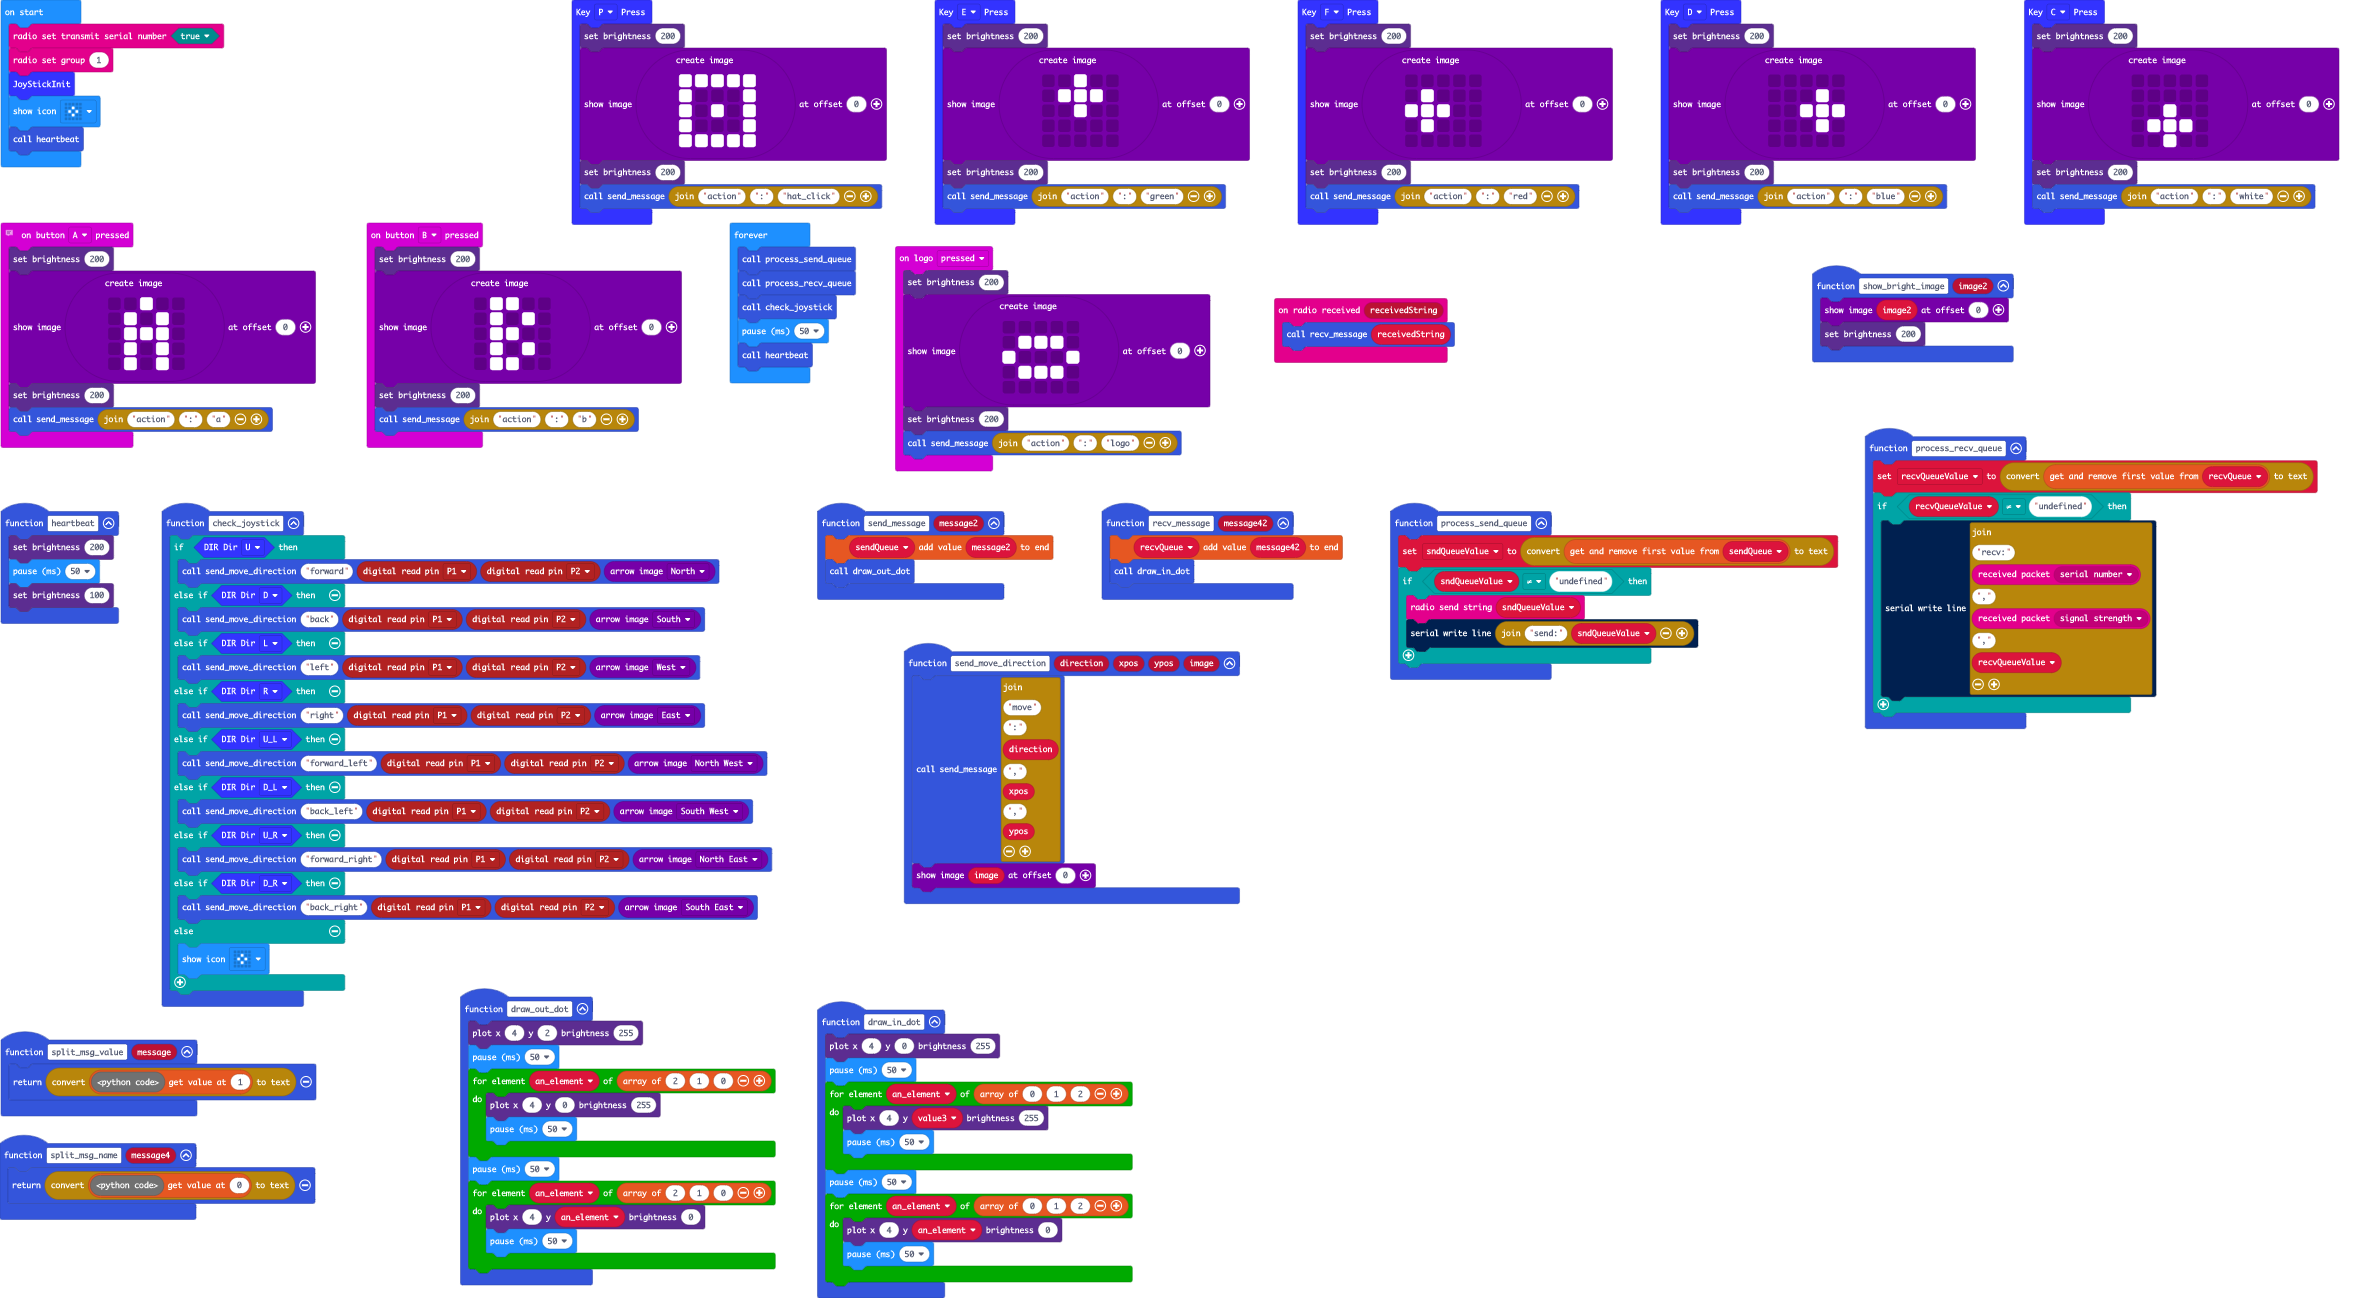 on start
radio set transmit serial number true
radio set group 1
JoyStickInit
show icon
call heartbeat
Key P Press
set brightness 200
create image
show image at offset 0
set brightness 200
call send_message join "action" ":" "hat_click"
Key E Press
set brightness 200
create image
show image at offset 0
set brightness 200
call send_message join "action" ":" "green"
Key F Press
set brightness 200
create image
show image at offset 0
set brightness 200
call send_message join "action" ":" "red"
Key D Press
set brightness 200
create image
show image at offset 0
set brightness 200
call send_message join "action" ":" "blue"
Key C Press
set brightness 200
create image
show image at offset 0
set brightness 200
call send_message join "action" ":" "white"
on button A pressed
set brightness 200
create image
show image at offset 0
set brightness 200
call send_message join "action" ":" "a"
on button B pressed
set brightness 200
create image
show image at offset 0
set brightness 200
call send_message join "action" ":" "b"
forever
call process_send_queue
call process_recv_queue
call check_joystick
pause (ms) 50
call heartbeat
on logo pressed
set brightness 200
create image
show image at offset 0
set brightness 200
call send_message join "action" ":" "logo"
on radio received receivedString
call recv_message receivedString
function show_bright_image image2
show image image2 at offset 0
set brightness 200
function process_recv_queue
set recvQueueValue to convert get and remove first value from recvQueue to text
if recvQueueValue ≠ "undefined" then
serial write line join
"recv:"
received packet serial number
","
received packet signal strength
","
recvQueueValue
function heartbeat
set brightness 200
pause (ms) 50
set brightness 100
function check_joystick
if DIR Dir U then
call send_move_direction "forward" digital read pin P1 digital read pin P2 arrow image North
else if DIR Dir D then
call send_move_direction "back" digital read pin P1 digital read pin P2 arrow image South
else if DIR Dir L then
call send_move_direction "left" digital read pin P1 digital read pin P2 arrow image West
else if DIR Dir R then
call send_move_direction "right" digital read pin P1 digital read pin P2 arrow image East
else if DIR Dir U_L then
call send_move_direction "forward_left" digital read pin P1 digital read pin P2 arrow image North West
else if DIR Dir D_L then
call send_move_direction "back_left" digital read pin P1 digital read pin P2 arrow image South West
else if DIR Dir U_R then
call send_move_direction "forward_right" digital read pin P1 digital read pin P2 arrow image North East
else if DIR Dir D_R then
call send_move_direction "back_right" digital read pin P1 digital read pin P2 arrow image South East
else
show icon
function send_message message2
sendQueue add value message2 to end
call draw_out_dot
function recv_message message42
recvQueue add value message42 to end
call draw_in_dot
function process_send_queue
set sndQueueValue to convert get and remove first value from sendQueue to text
if sndQueueValue ≠ "undefined" then
radio send string sndQueueValue
serial write line join "send:" sndQueueValue
function send_move_direction direction xpos ypos image
call send_message join
"move"
":"
direction
","
xpos
","
ypos
show image image at offset 0
function split_msg_value message
return convert <python code> get value at 1 to text
function split_msg_name message4
return convert <python code> get value at 0 to text
function draw_out_dot
plot x 4 y 2 brightness 255
pause (ms) 50
for element an_element of array of 2 1 0
do plot x 4 y 0 brightness 255
pause (ms) 50
pause (ms) 50
for element an_element of array of 2 1 0
do plot x 4 y an_element brightness 0
pause (ms) 50
function draw_in_dot
plot x 4 y 0 brightness 255
pause (ms) 50
for element an_element of array of 0 1 2
do plot x 4 y value3 brightness 255
pause (ms) 50
pause (ms) 50
for element an_element of array of 0 1 2
do plot x 4 y an_element brightness 0
pause (ms) 50